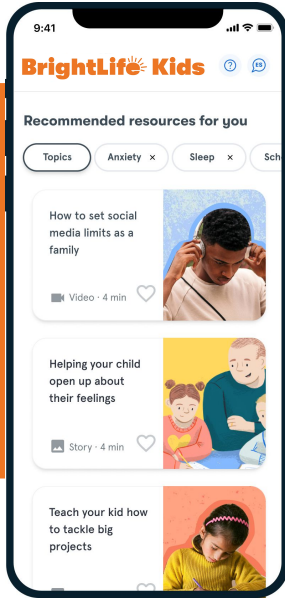 9:41
BrightLife Kids
?
ES
Recommended resources for you
Topics
Anxiety ×
Sleep ×
Sch
How to set social
media limits as a
family
Video · 4 min
Helping your child
open up about
their feelings
Story · 4 min
Teach your kid how
to tackle big
projects